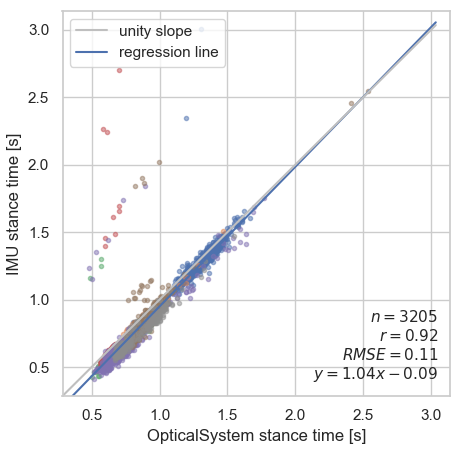 unity slope
regression line
3.0
2.5
2.0
1.5
1.0
0.5
IMU stance time [s]
n = 3205
r = 0.92
RMSE = 0.11
y = 1.04x − 0.09
0.5 1.0 1.5 2.0 2.5 3.0
OpticalSystem stance time [s]